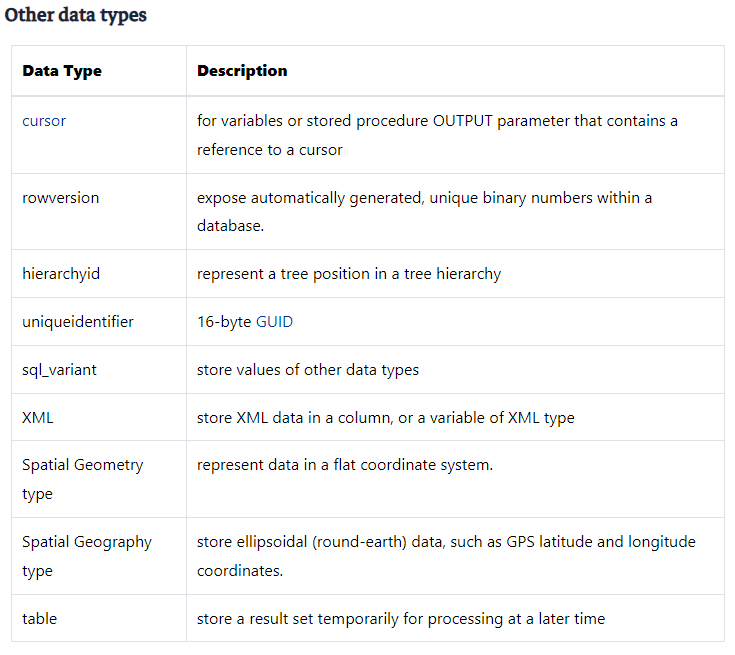 Other data types
Data Type
Description
cursor
for variables or stored procedure OUTPUT parameter that contains a
reference to a cursor
rowversion
expose automatically generated, unique binary numbers within a
database.
hierarchyid
represent a tree position in a tree hierarchy
uniqueidentifier
16-byte GUID
sql_variant
store values of other data types
XML
store XML data in a column, or a variable of XML type
Spatial Geometry
type
represent data in a flat coordinate system.
Spatial Geography
type
store ellipsoidal (round-earth) data, such as GPS latitude and longitude
coordinates.
table
store a result set temporarily for processing at a later time